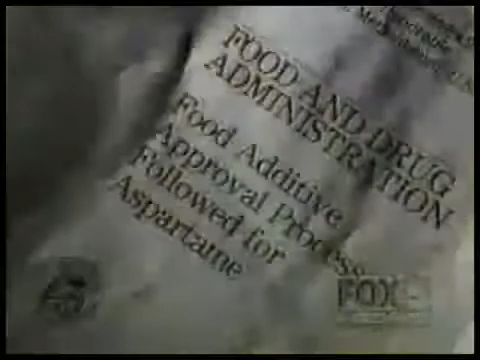 FOOD AND DRUG
ADMINISTRATION
Food Additive
Approval Process
Followed for
Aspartame
FOX